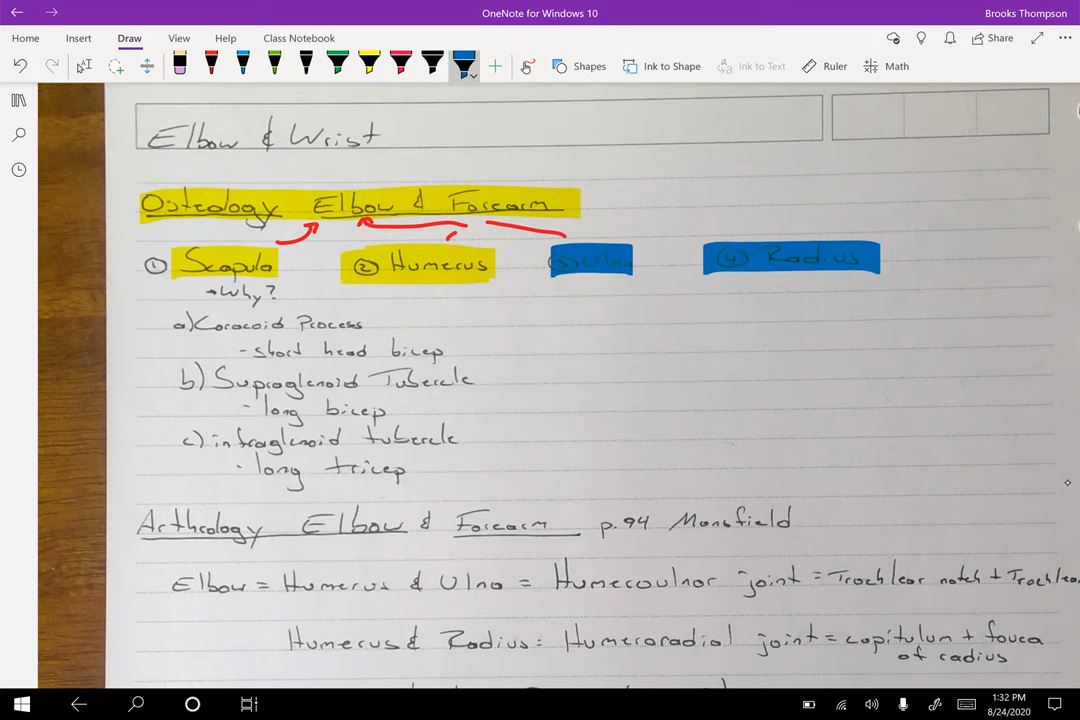 OneNote for Windows 10
Brooks Thompson
Home Insert Draw View Help Class Notebook
Share
Shapes Ink to Shape Ink to Text Ruler Math
Elbow & Wrist
Osteology Elbow & Forearm
① Scapula ② Humerus ③ Ulna ④ Radius
→ Why?
a) Coracoid Process
- short head bicep
b) Supraglenoid Tubercle
- long bicep
c) infraglenoid tubercle
- long tricep
Arthrology Elbow & Forearm p. 94 Mansfield
Elbow = Humerus & Ulna = Humeroulnar joint = Trochlear notch + Trochlea
Humerus & Radius = Humeroradial joint = capitulum + fovea
of radius
1:32 PM
8/24/2020